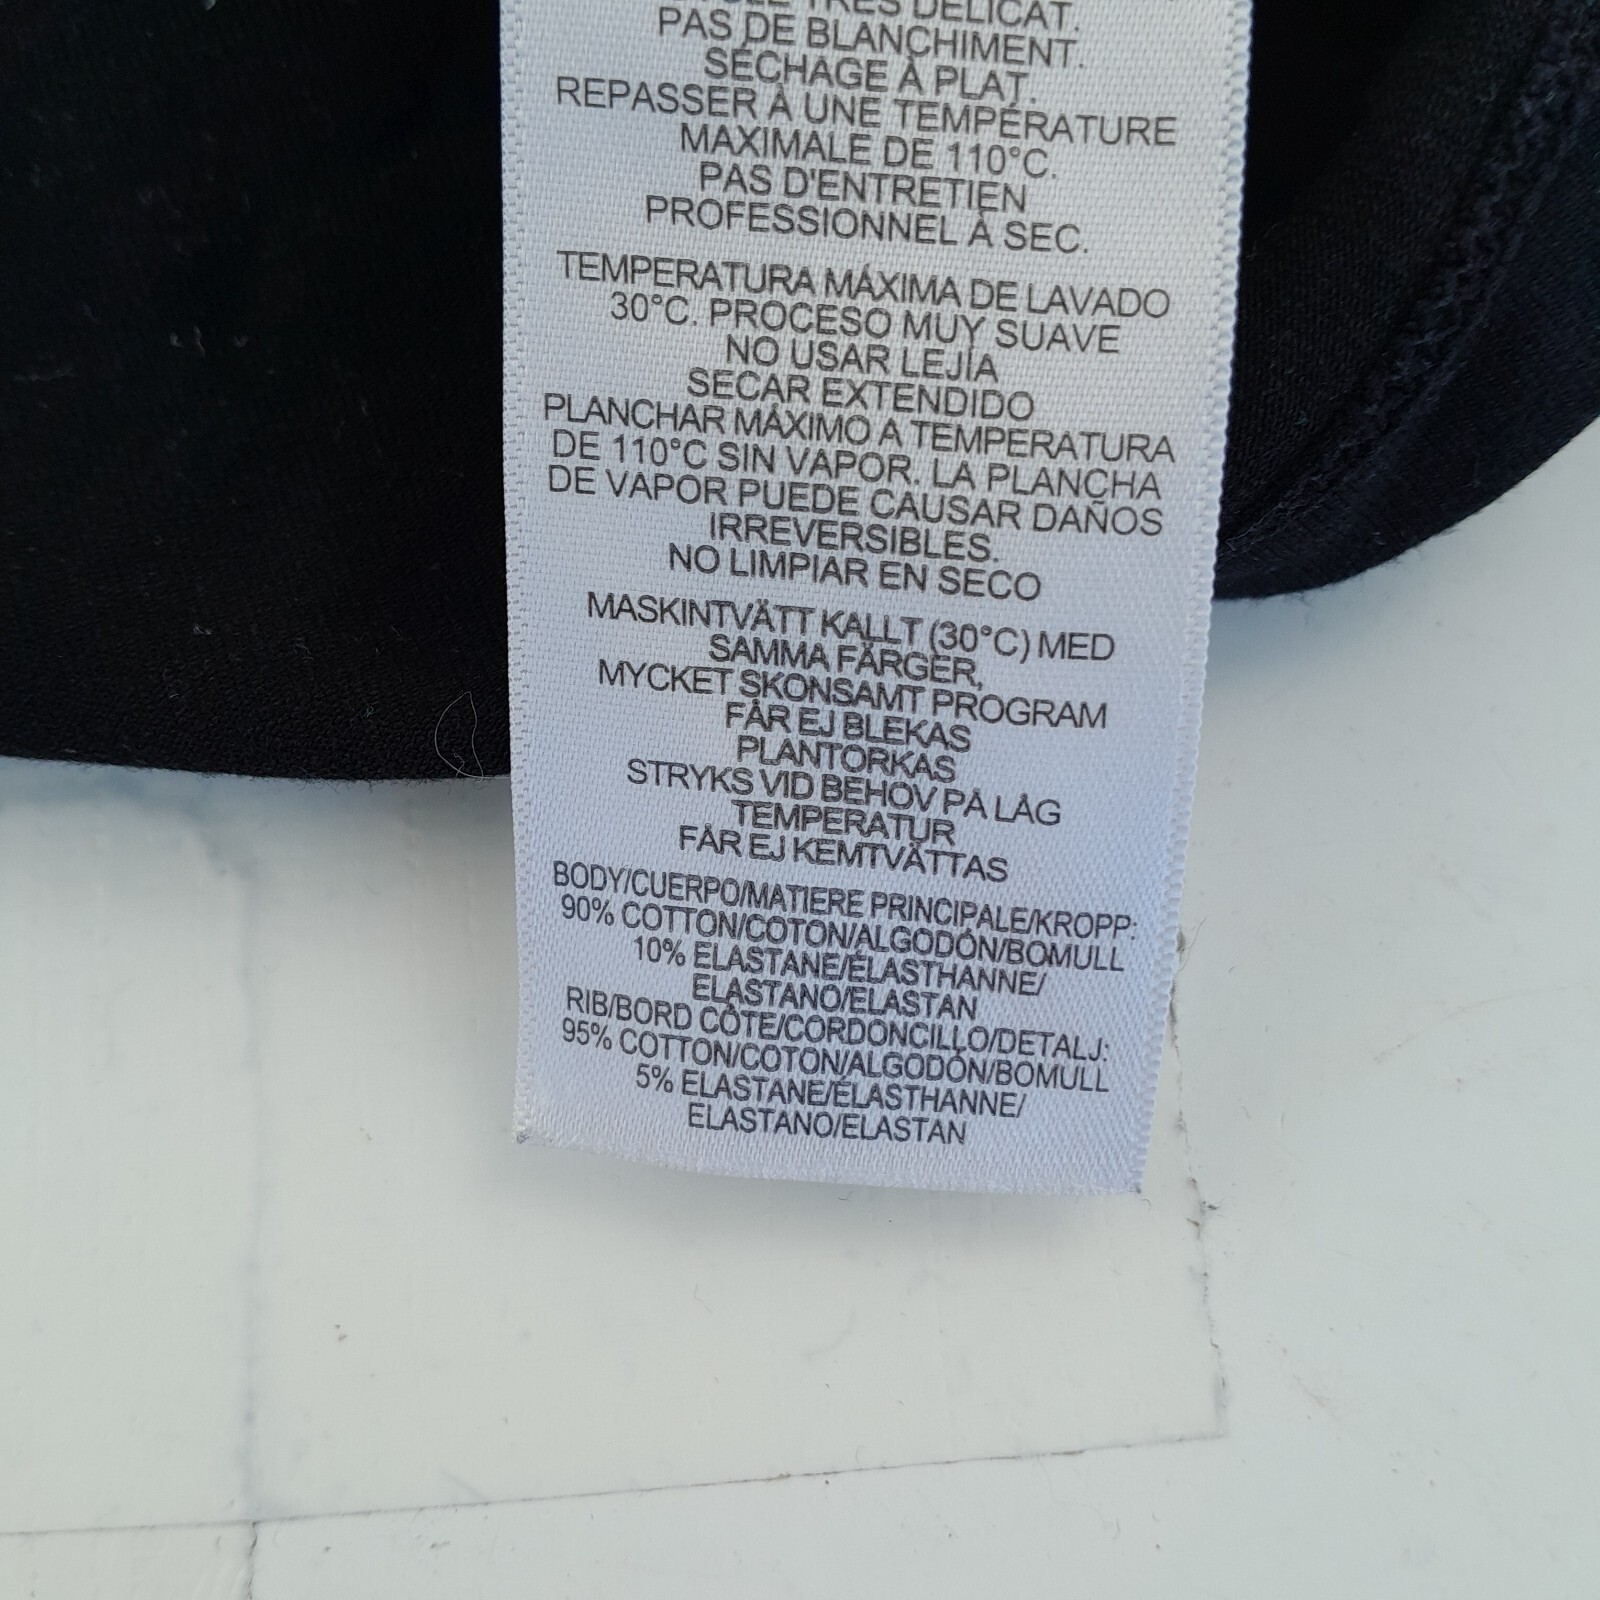 TRÈS DÉLICAT.
PAS DE BLANCHIMENT.
SÉCHAGE À PLAT.
REPASSER À UNE TEMPÉRATURE
MAXIMALE DE 110°C.
PAS D'ENTRETIEN
PROFESSIONNEL À SEC.
TEMPERATURA MÁXIMA DE LAVADO
30°C. PROCESO MUY SUAVE
NO USAR LEJÍA
SECAR EXTENDIDO
PLANCHAR MÁXIMO A TEMPERATURA
DE 110°C SIN VAPOR. LA PLANCHA
DE VAPOR PUEDE CAUSAR DAÑOS
IRREVERSIBLES.
NO LIMPIAR EN SECO
MASKINTVÄTT KALLT (30°C) MED
SAMMA FÄRGER,
MYCKET SKONSAMT PROGRAM
FÅR EJ BLEKAS
PLANTORKAS
STRYKS VID BEHOV PÅ LÅG
TEMPERATUR
FÅR EJ KEMTVÄTTAS
BODY/CUERPO/MATIERE PRINCIPALE/KROPP:
90% COTTON/COTON/ALGODÓN/BOMULL
10% ELASTANE/ÉLASTHANNE/
ELASTANO/ELASTAN
RIB/BORD CÔTE/CORDONCILLO/DETALJ:
95% COTTON/COTON/ALGODÓN/BOMULL
5% ELASTANE/ÉLASTHANNE/
ELASTANO/ELASTAN